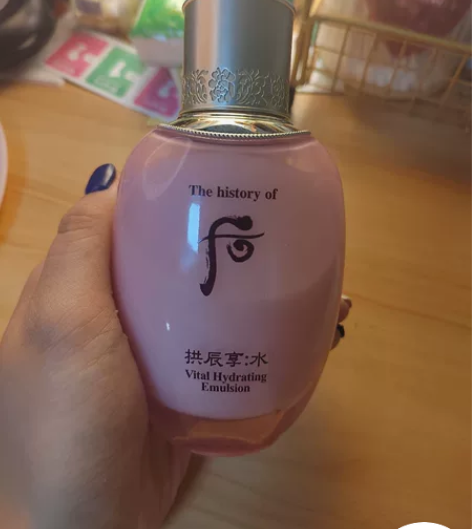 The history of
后
拱辰享:水
Vital Hydrating
Emulsion